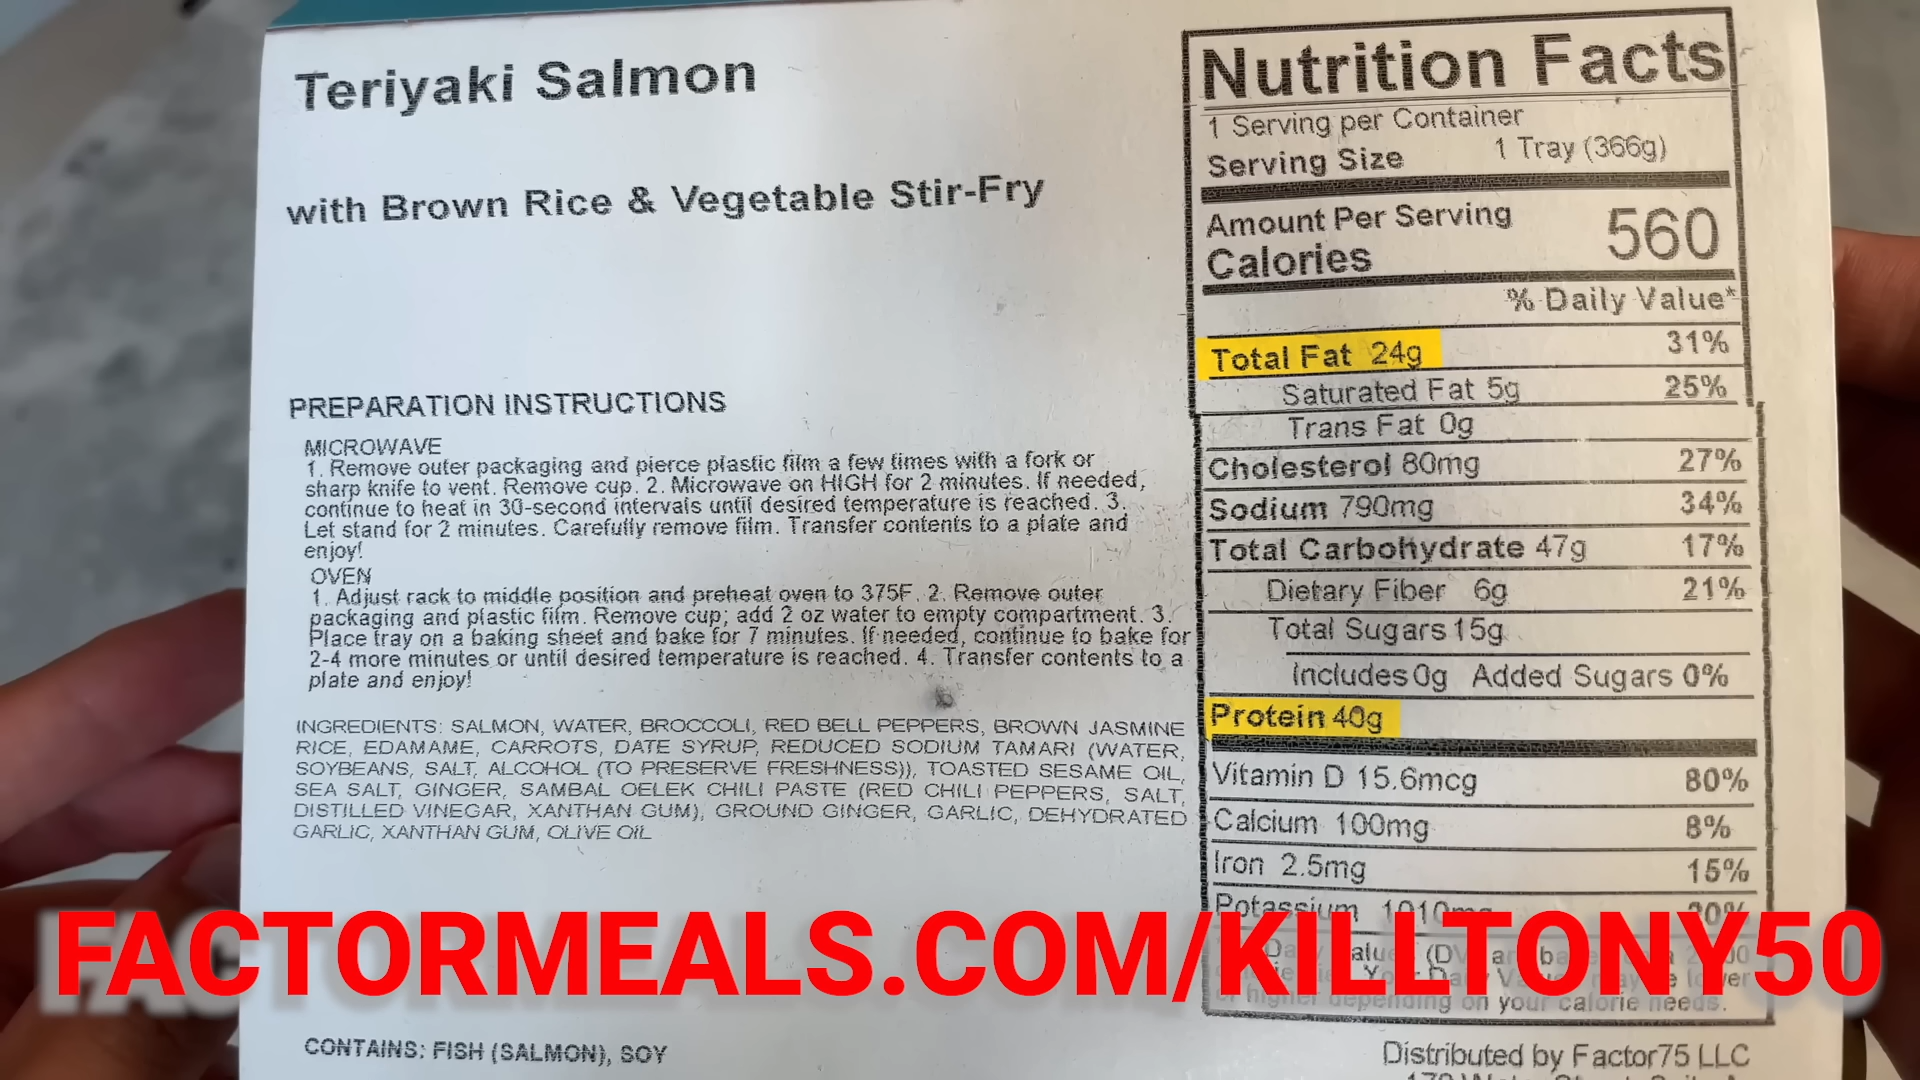 Teriyaki Salmon
with Brown Rice & Vegetable Stir-Fry
PREPARATION INSTRUCTIONS
MICROWAVE
1. Remove outer packaging and pierce plastic film a few times with a fork or
sharp knife to vent. Remove cup. 2. Microwave on HIGH for 2 minutes. If needed,
continue to heat in 30-second intervals until desired temperature is reached. 3.
Let stand for 2 minutes. Carefully remove film. Transfer contents to a plate and
enjoy!
OVEN
1. Adjust rack to middle position and preheat oven to 375F. 2. Remove outer
packaging and plastic film. Remove cup; add 2 oz water to empty compartment. 3.
Place tray on a baking sheet and bake for 7 minutes. If needed, continue to bake for
2-4 more minutes or until desired temperature is reached. 4. Transfer contents to a
plate and enjoy!
INGREDIENTS: SALMON, WATER, BROCCOLI, RED BELL PEPPERS, BROWN JASMINE
RICE, EDAMAME, CARROTS, DATE SYRUP, REDUCED SODIUM TAMARI (WATER,
SOYBEANS, SALT, ALCOHOL (TO PRESERVE FRESHNESS)), TOASTED SESAME OIL,
SEA SALT, GINGER, SAMBAL OELEK CHILI PASTE (RED CHILI PEPPERS, SALT,
DISTILLED VINEGAR, XANTHAN GUM), GROUND GINGER, GARLIC, DEHYDRATED
GARLIC, XANTHAN GUM, OLIVE OIL
CONTAINS: FISH (SALMON), SOY
Nutrition Facts
1 Serving per Container
Serving Size 1 Tray (366g)
Amount Per Serving
Calories 560
% Daily Value*
Total Fat 24g 31%
Saturated Fat 5g 25%
Trans Fat 0g
Cholesterol 80mg 27%
Sodium 790mg 34%
Total Carbohydrate 47g 17%
Dietary Fiber 6g 21%
Total Sugars 15g
Includes 0g Added Sugars 0%
Protein 40g
Vitamin D 15.6mcg 80%
Calcium 100mg 8%
Iron 2.5mg 15%
Potassium 1010mg
or higher depending on your calorie needs.
Distributed by Factor75 LLC
FACTORMEALS.COM/KILLTONY50